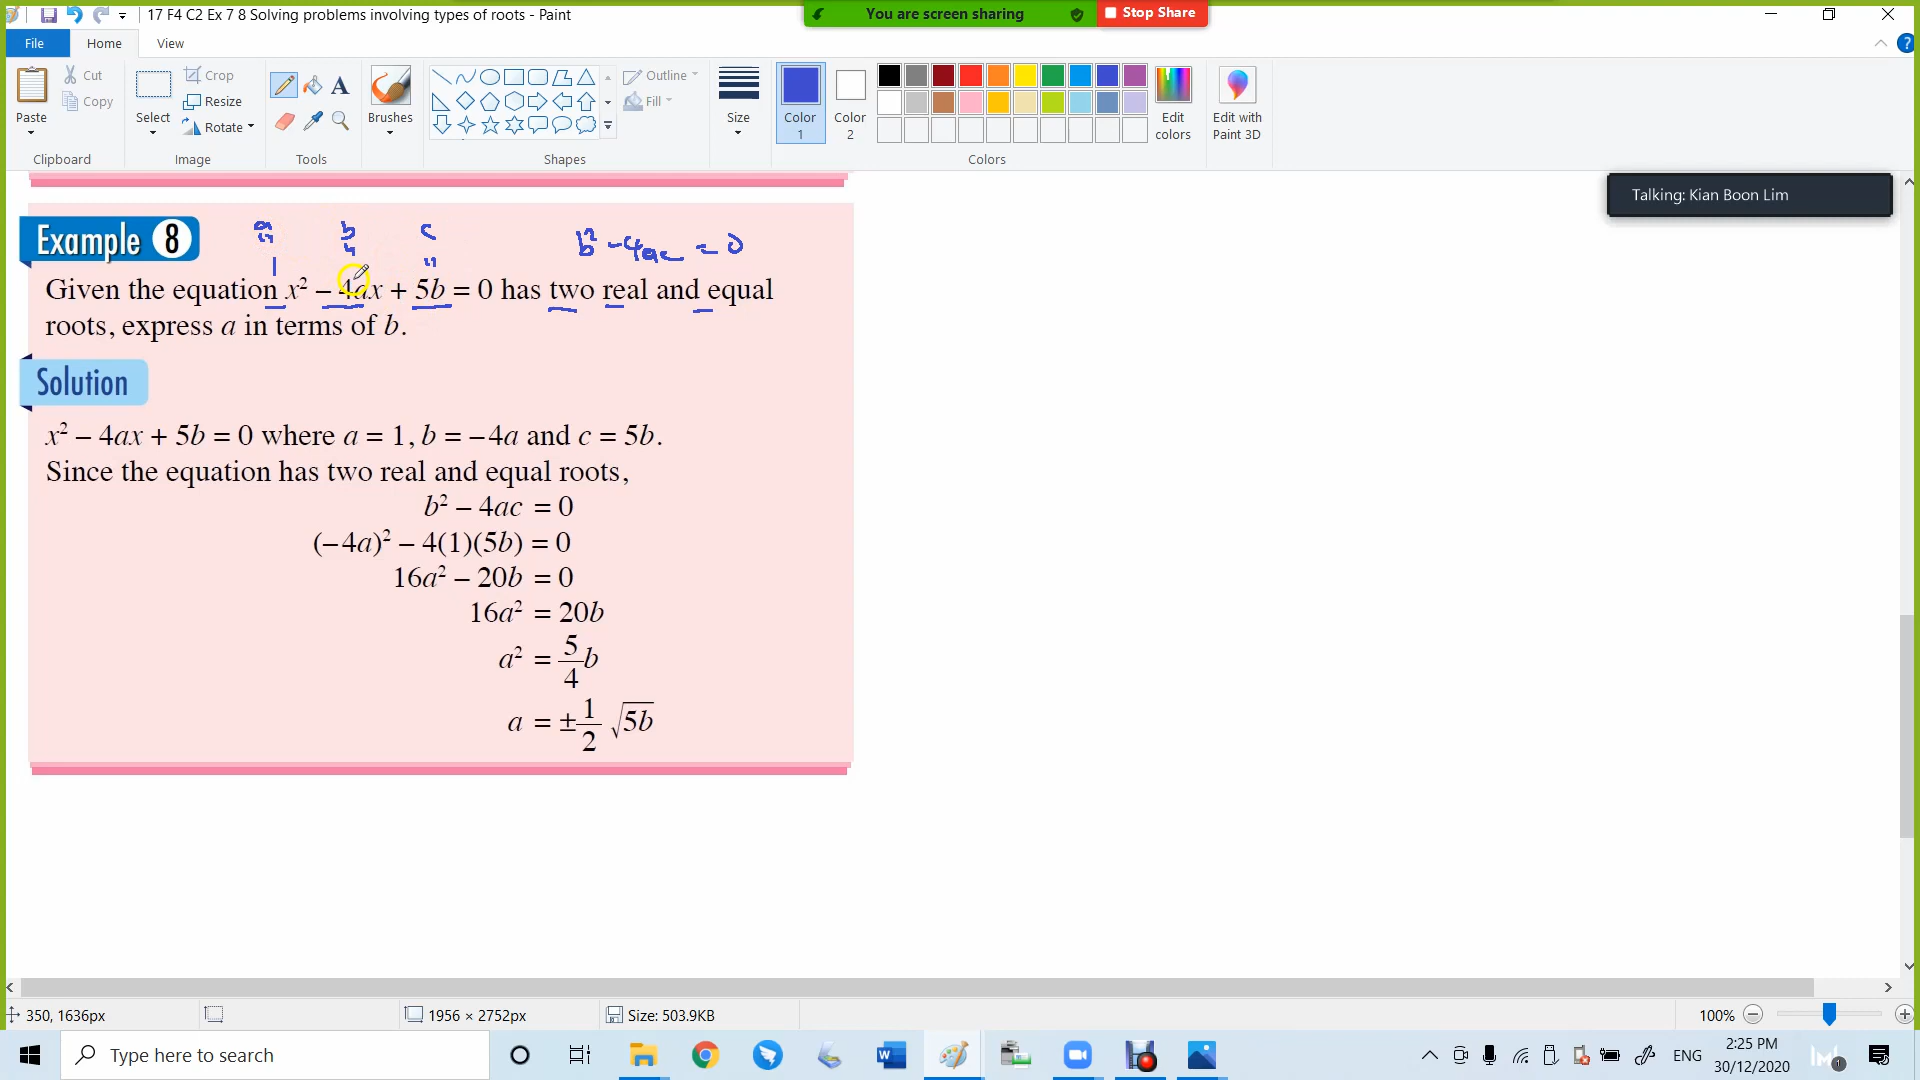 17 F4 C2 Ex 7 8 Solving problems involving types of roots - Paint
You are screen sharing
Stop Share
File
Home
View
Paste
Cut
Copy
Clipboard
Select
Crop
Resize
Rotate
Image
Tools
Brushes
Shapes
Outline
Fill
Size
Color 1
Color 2
Colors
Edit colors
Edit with Paint 3D
Talking: Kian Boon Lim
Example 8
a b c b² - 4ac = 0
1
Given the equation x² − 4ax + 5b = 0 has two real and equal
roots, express a in terms of b.
Solution
x² − 4ax + 5b = 0 where a = 1, b = −4a and c = 5b.
Since the equation has two real and equal roots,
b² − 4ac = 0
(−4a)² − 4(1)(5b) = 0
16a² − 20b = 0
16a² = 20b
a² = 5/4 b
a = ±1/2 √5b
350, 1636px
1956 × 2752px
Size: 503.9KB
100%
Type here to search
ENG
2:25 PM
30/12/2020
1